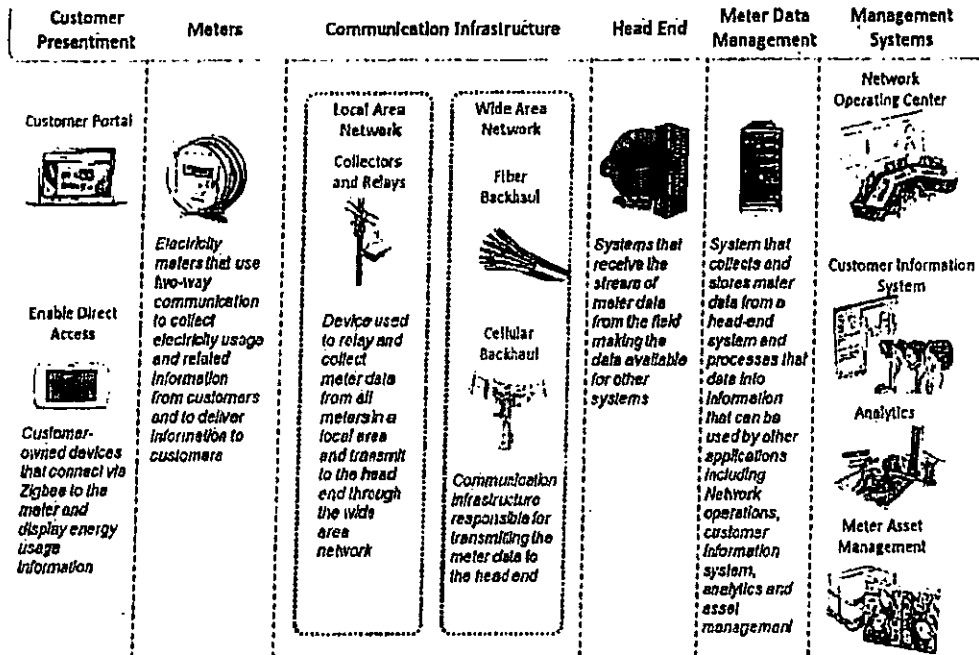 Customer
Presentment
Meters
Communication Infrastructure
Head End
Meter Data
Management
Management
Systems
Customer Portal
Enable Direct
Access
Customer-
owned devices
that connect via
Zigbee to the
meter and
display energy
usage
information
Electricity
meters that use
two-way
communication
to collect
electricity usage
and related
information
from customers
and to deliver
information to
customers
Local Area
Network
Collectors
and Relays
Device used
to relay and
collect
meter data
from all
meters in a
local area
and transmit
to the head
end through
the wide
area
network
Wide Area
Network
Fiber
Backhaul
Cellular
Backhaul
Communication
infrastructure
responsible for
transmitting the
meter data to
the head end
Systems that
receive the
stream of
meter data
from the field
making the
data available
for other
systems
System that
collects and
stores meter
data from a
head-end
system and
processes that
data into
information
that can be
used by other
applications
including
Network
operations,
customer
information
system,
analytics and
asset
management
Network
Operating Center
Customer Information
System
Analytics
Meter Asset
Management